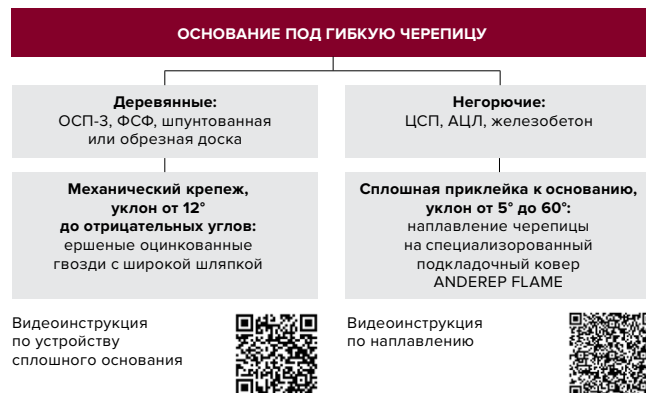 ОСНОВАНИЕ ПОД ГИБКУЮ ЧЕРЕПИЦУ
Деревянные:
ОСП-3, ФСФ, шпунтованная
или обрезная доска
Негорючие:
ЦСП, АЦЛ, железобетон
Механический крепеж,
уклон от 12°
до отрицательных углов:
ершеные оцинкованные
гвозди с широкой шляпкой
Сплошная приклейка к основанию,
уклон от 5° до 60°:
наплавление черепицы
на специализорованный
подкладочный ковер
ANDEREP FLAME
Видеоинструкция
по устройству
сплошного основания
Видеоинструкция
по наплавлению